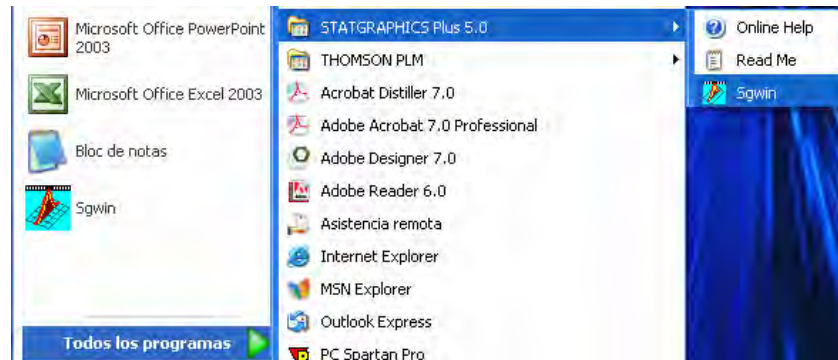 Microsoft Office PowerPoint
2003
Microsoft Office Excel 2003
Bloc de notas
Sgwin
Todos los programas
STATGRAPHICS Plus 5.0
THOMSON PLM
Acrobat Distiller 7.0
Adobe Acrobat 7.0 Professional
Adobe Designer 7.0
Adobe Reader 6.0
Asistencia remota
Internet Explorer
MSN Explorer
Outlook Express
PC Spartan Pro
Online Help
Read Me
Sgwin